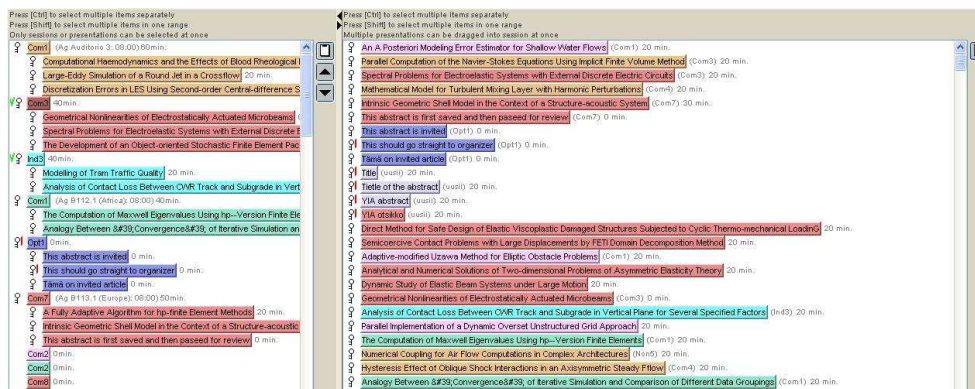 Press [Ctrl] to select multiple items separately
Press [Shift] to select multiple items in one range
Only sessions or presentations can be selected at once
Com1 (Ag Auditorio 3: 08:00) 60min.
Computational Haemodynamics and the Effects of Blood Rheological
Large-Eddy Simulation of a Round Jet in a Crossflow 20 min.
Discretization Errors in LES Using Second-order Central-difference S
Com3 40min.
Geometrical Nonlinearities of Electrostatically Actuated Microbeams
Spectral Problems for Electroelastic Systems with External Discrete E
The Development of an Object-oriented Stochastic Finite Element Pac
Ind3 40min.
Modelling of Tram Traffic Quality 20 min.
Analysis of Contact Loss Between CWR Track and Subgrade in Vert
Com1 (Ag B112.1 (Africa): 08:00) 40min.
The Computation of Maxwell Eigenvalues Using hp--Version Finite Ele
Analogy Between &#39;Convergence&#39; of Iterative Simulation an
Opt1 0min.
This abstract is invited 0 min.
This should go straight to organizer 0 min.
Tämä on invited article 0 min.
Com7 (Ag B113.1 (Europe): 08:00) 50min.
A Fully Adaptive Algorithm for hp-finite Element Methods 20 min.
Intrinsic Geometric Shell Model in the Context of a Structure-acoustic
This abstract is first saved and then paseed for review 0 min.
Com2 0min.
Com2 0min.
Com8 0min.
Press [Ctrl] to select multiple items separately
Press [Shift] to select multiple items in one range
Multiple presentations can be dragged into session at once
An A Posteriori Modeling Error Estimator for Shallow Water Flows (Com1) 20 min.
Parallel Computation of the Navier-Stokes Equations Using Implicit Finite Volume Method (Com3) 20 min.
Spectral Problems for Electroelastic Systems with External Discrete Electric Circuits (Com3) 20 min.
Mathematical Model for Turbulent Mixing Layer with Harmonic Perturbations (Com4) 20 min.
Intrinsic Geometric Shell Model in the Context of a Structure-acoustic System (Com7) 30 min.
This abstract is first saved and then paseed for review (Com7) 0 min.
This abstract is invited (Opt1) 0 min.
This should go straight to organizer (Opt1) 0 min.
Tämä on invited article (Opt1) 0 min.
Title (uusii) 20 min.
Tietle of the abstract (uusii) 20 min.
YIA abstract (uusii) 20 min.
YIA otsikko (uusii) 20 min.
Direct Method for Safe Design of Elastic Viscoplastic Damaged Structures Subjected to Cyclic Thermo-mechanical LoadinG 20 min.
Semicoercive Contact Problems with Large Displacements by FETI Domain Decomposition Method 20 min.
Adaptive-modified Uzawa Method for Elliptic Obstacle Problems (Com1) 20 min.
Analytical and Numerical Solutions of Two-dimensional Problems of Asymmetric Elasticity Theory 20 min.
Dynamic Study of Elastic Beam Systems under Large Motion 20 min.
Geometrical Nonlinearities of Electrostatically Actuated Microbeams (Com3) 0 min.
Analysis of Contact Loss Between CWR Track and Subgrade in Vertical Plane for Several Specified Factors (Ind3) 20 min.
Parallel Implementation of a Dynamic Overset Unstructured Grid Approach 20 min.
The Computation of Maxwell Eigenvalues Using hp--Version Finite Elements (Com1) 20 min.
Numerical Coupling for Air Flow Computations in Complex Architectures (Non5) 20 min.
Hysteresis Effect of Oblique Shock Interactions in an Axisymmetric Steady Fflow (Com4) 20 min.
Analogy Between &#39;Convergence&#39; of Iterative Simulation and Comparison of Different Data Groupings (Com1) 20 min.